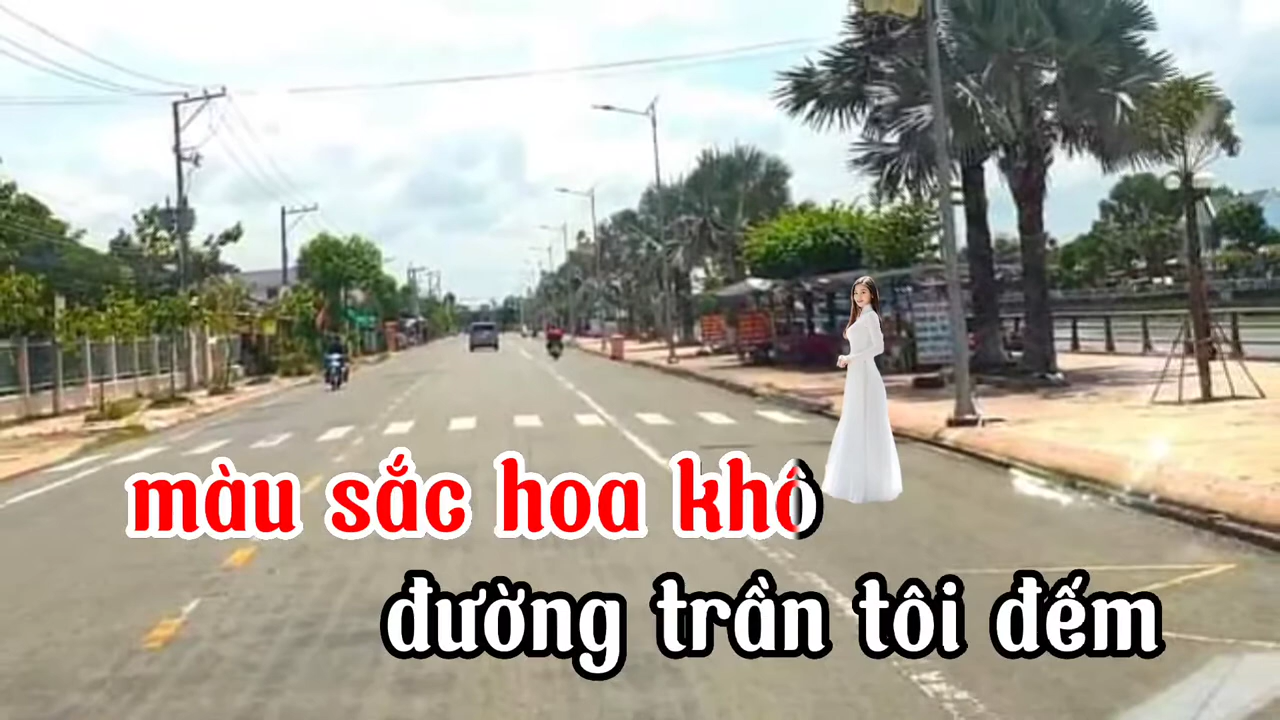 màu sắc hoa khô
đường trần tôi đếm